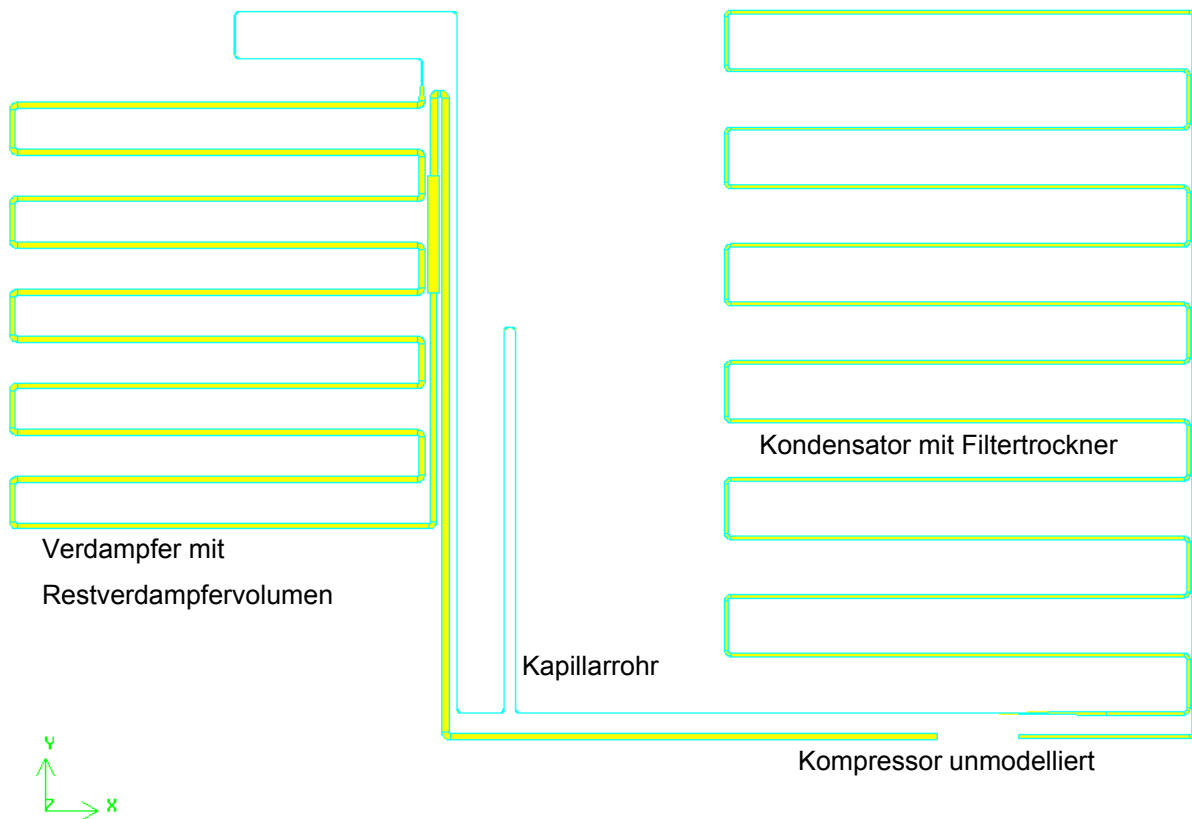 Kondensator mit Filtertrockner
Verdampfer mit
Restverdampfervolumen
Kapillarrohr
Kompressor unmodelliert
Y
Z
X